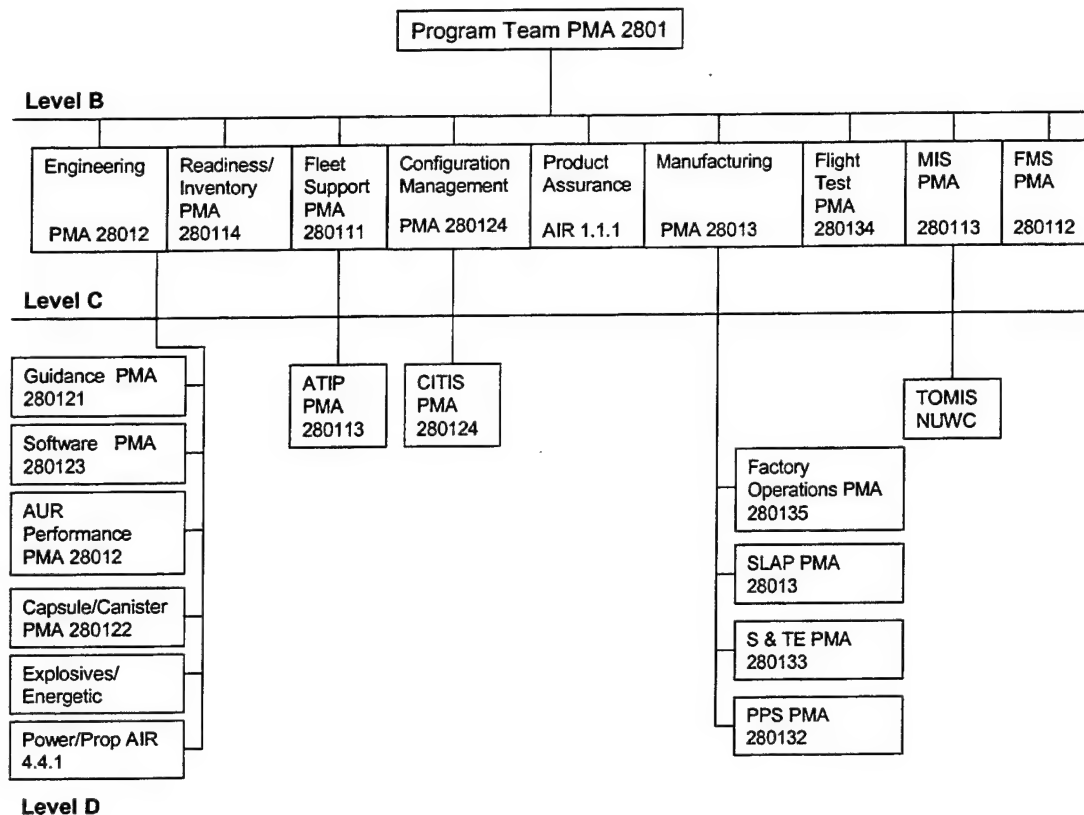 Program Team PMA 2801
Level B
Engineering
PMA 28012
Readiness/
Inventory
PMA
280114
Fleet
Support
PMA
280111
Configuration
Management
PMA 280124
Product
Assurance
AIR 1.1.1
Manufacturing
PMA 28013
Flight
Test
PMA
280134
MIS
PMA
280113
FMS
PMA
280112
Level C
Guidance PMA
280121
Software PMA
280123
AUR
Performance
PMA 28012
Capsule/Canister
PMA 280122
Explosives/
Energetic
Power/Prop AIR
4.4.1
ATIP
PMA
280113
CITIS
PMA
280124
Factory
Operations PMA
280135
SLAP PMA
28013
S & TE PMA
280133
PPS PMA
280132
TOMIS
NUWC
Level D